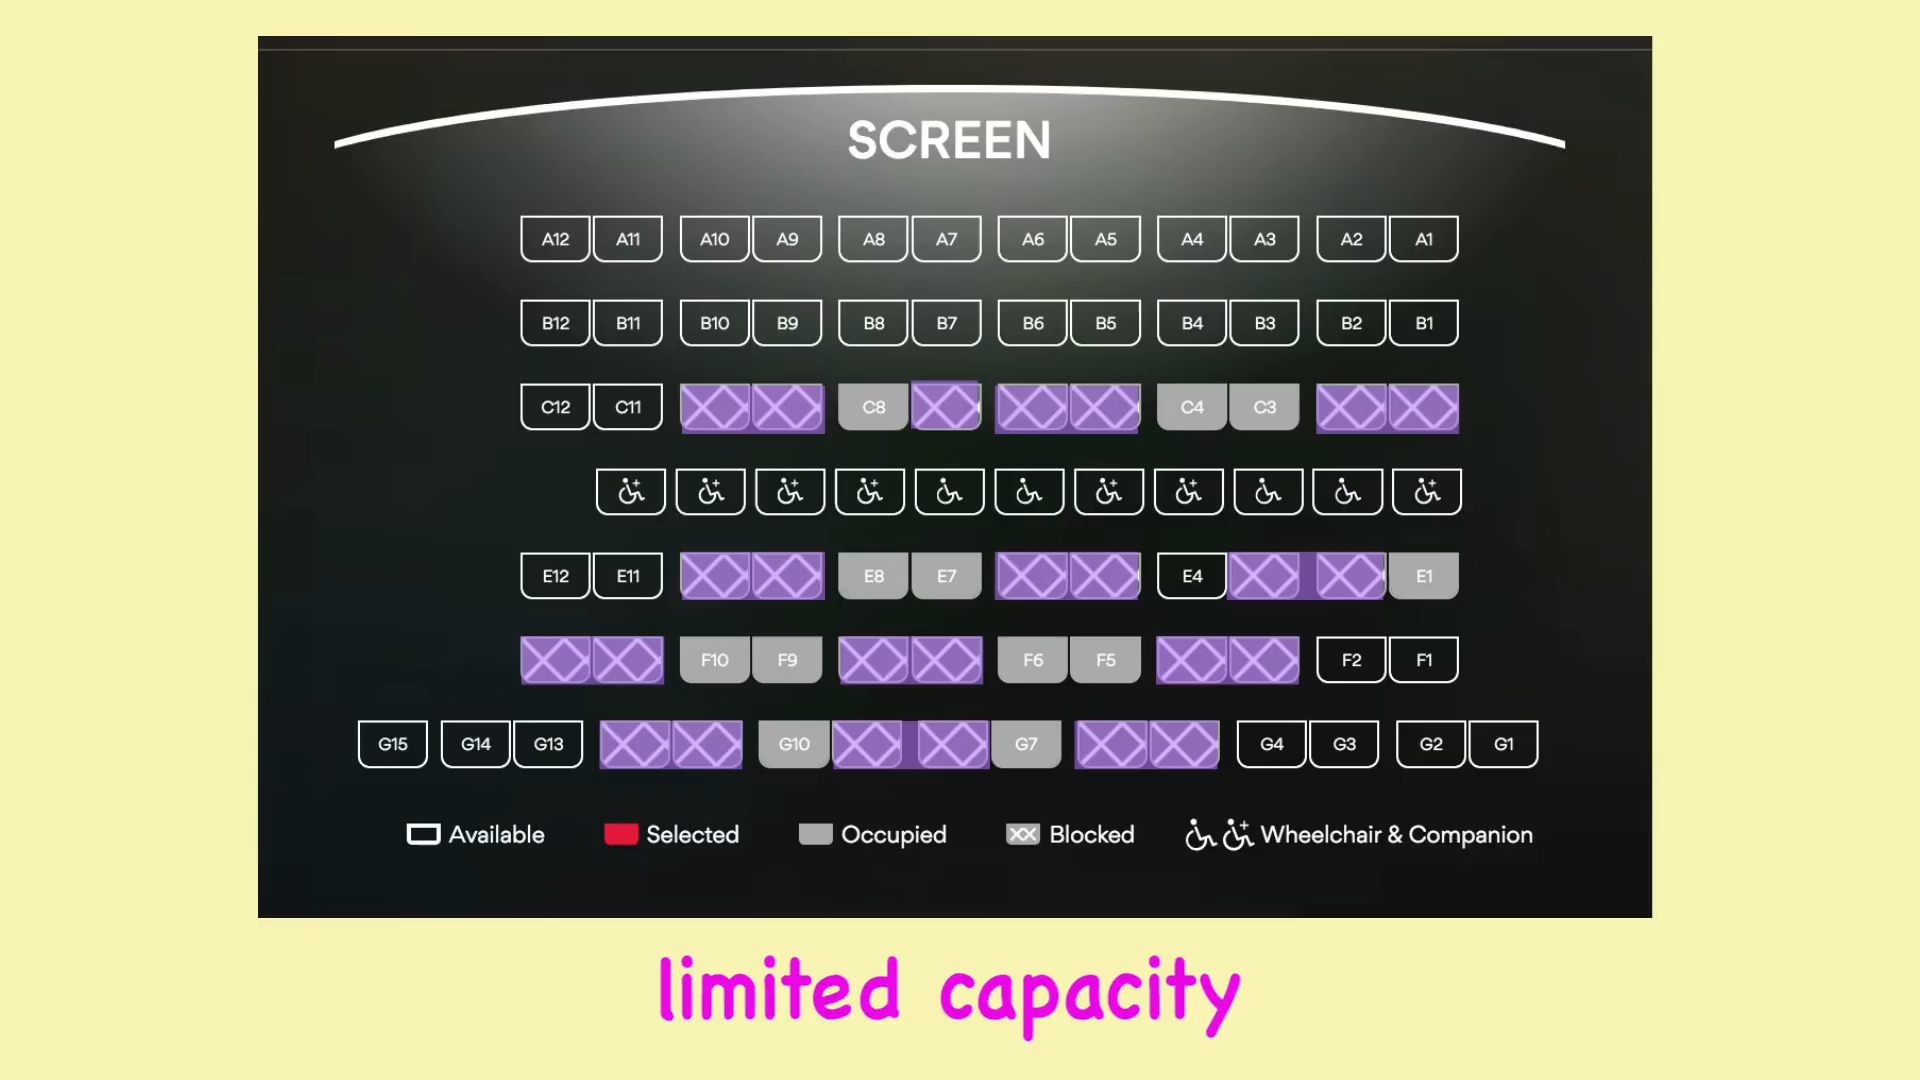 SCREEN
A12 A11 A10 A9 A8 A7 A6 A5 A4 A3 A2 A1
B12 B11 B10 B9 B8 B7 B6 B5 B4 B3 B2 B1
C12 C11 C8 C4 C3
E12 E11 E8 E7 E4 E1
F10 F9 F6 F5 F2 F1
G15 G14 G13 G10 G7 G4 G3 G2 G1
Available Selected Occupied Blocked Wheelchair & Companion
limited capacity